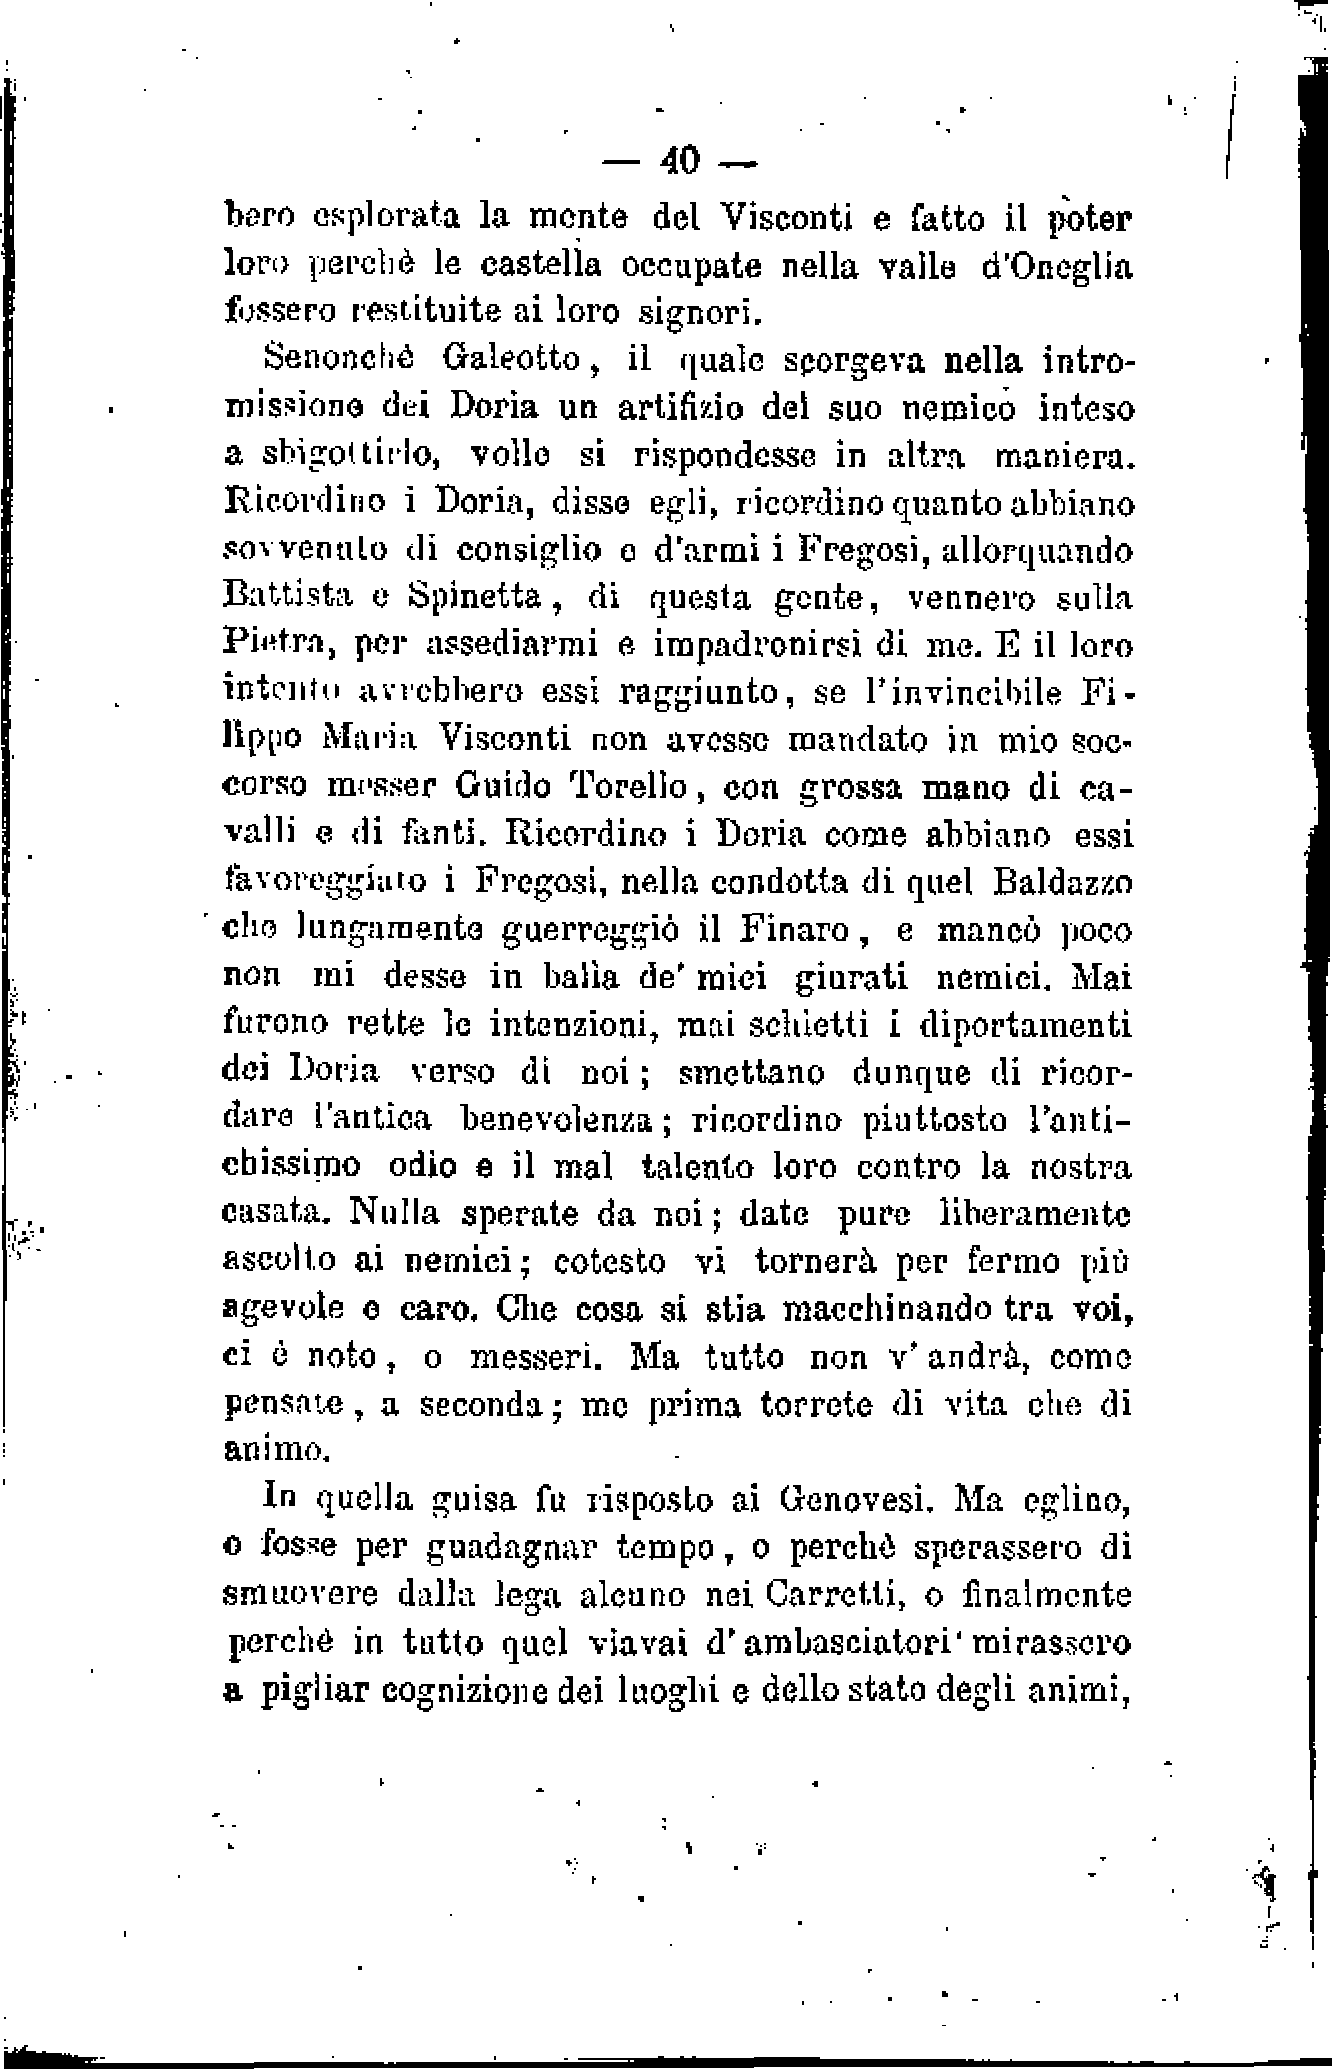 — 40 —
bero esplorata la mente del Visconti e fatto il poter
loro perchè le castella occupate nella valle d'Oneglia
fossero restituite ai loro signori.
Senonchè Galeotto, il quale scorgeva nella intro-
missione dei Doria un artifizio del suo nemico inteso
a sbigottirlo, volle si rispondesse in altra maniera.
Ricordino i Doria, disse egli, ricordino quanto abbiano
sovvenuto di consiglio e d'armi i Fregosi, allorquando
Battista e Spinetta, di questa gente, vennero sulla
Pietra, per assediarmi e impadronirsi di me. E il loro
intento avrebbero essi raggiunto, se l'invincibile Fi-
lippo Maria Visconti non avesse mandato in mio soc-
corso messer Guido Torello, con grossa mano di ca-
valli e di fanti. Ricordino i Doria come abbiano essi
favoreggiato i Fregosi, nella condotta di quel Baldazzo
che lungamente guerreggiò il Finaro, e mancò poco
non mi desse in balìa de' miei giurati nemici. Mai
furono rette le intenzioni, mai schietti i diportamenti
dei Doria verso di noi; smettano dunque di ricor-
dare l'antica benevolenza; ricordino piuttosto l'anti-
chissimo odio e il mal talento loro contro la nostra
casata. Nulla sperate da noi; date pure liberamente
ascolto ai nemici; cotesto vi tornerà per fermo più
agevole e caro. Che cosa si stia macchinando tra voi,
ci è noto, o messeri. Ma tutto non v'andrà, come
pensate, a seconda; me prima torrete di vita che di
animo.
In quella guisa fu risposto ai Genovesi. Ma eglino,
o fosse per guadagnar tempo, o perchè sperassero di
smuovere dalla lega alcuno nei Carretti, o finalmente
perchè in tutto quel viavai d'ambasciatori mirassero
a pigliar cognizione dei luoghi e dello stato degli animi,